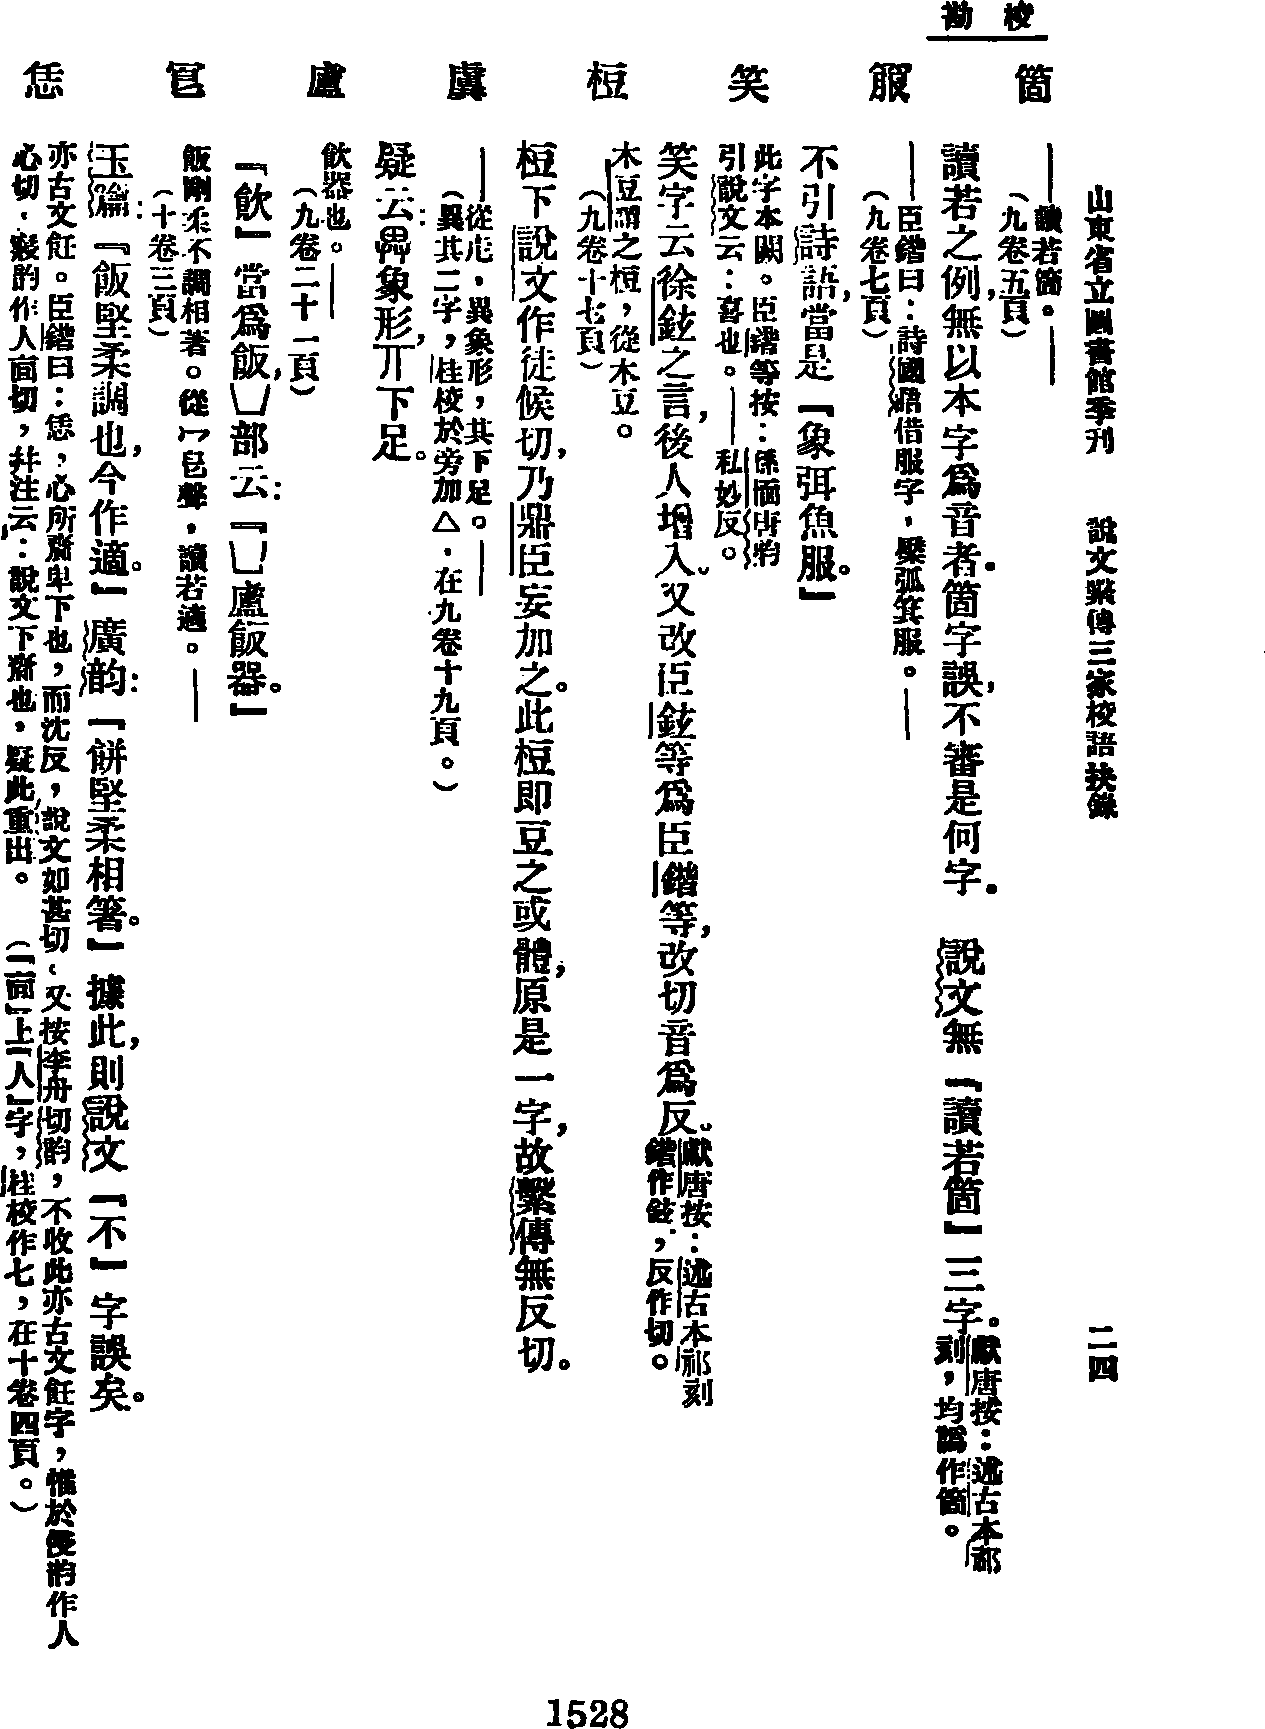 校勘
山東省立圖書館季刊　說文繫傳三家校語抉錄　二四
箇
——讀若箇。——
（九卷五頁）
讀若之例，無以本字爲音者．箇字誤，不審是何字．說文無『讀若箇』三字。獻唐按：述古本祁
刻，均譌作箇。
服
——臣鍇曰：詩國語借服字，檿弧箕服。——
（九卷七頁）
不引詩語，當是『象弭魚服。』
笑
此字本闕。臣鍇等按：係愐唐韵
引說文云：喜也。——私妙反。
笑字云徐鉉之言，後人增入。又改臣鉉等爲臣鍇等，改切音爲反。獻唐按：述古本祁刻
鍇作鉉，反作切。
梪
木豆謂之梪，從木豆。
（九卷十七頁）
梪下說文作徒候切，乃鼎臣妄加之。此梪即豆之或體，原是一字，故繫傳無反切。
虞
——從虍，異象形，其下足。——
（異其二字，桂校於旁加△．在九卷十九頁。）
疑云：象形，丌下足。
盧
飲器也。——
（九卷二十一頁）
『飮』當爲飯，凵部云：『凵盧飯器。』
皀
飯剛柔不調相著。從冖皀聲，讀若適。——
（十卷三頁）
玉篇：『飯堅柔調也，今作適。』廣韵：『餅堅柔相箸。』據此，則說文『不』字誤矣。
恁
亦古文飪。臣鍇曰：恁，心所齎卑下也，而沈反，說文如甚切．又按李舟切韵，不收此亦古文飪字，惟於侵韵作人
心切．寢韵作人靣切，幷注云：說文下齎也，疑此重出。（『靣』上『人』字，桂校作七，在十卷四頁。）
1528